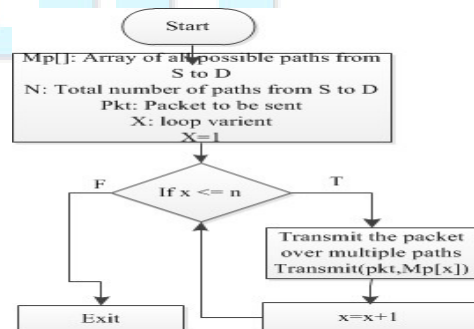 Start
Mp[]: Array of all possible paths from
S to D
N: Total number of paths from S to D
Pkt: Packet to be sent
X: loop varient
X=1
If x <= n
F
T
Transmit the packet
over multiple paths
Transmit(pkt,Mp[x])
x=x+1
Exit